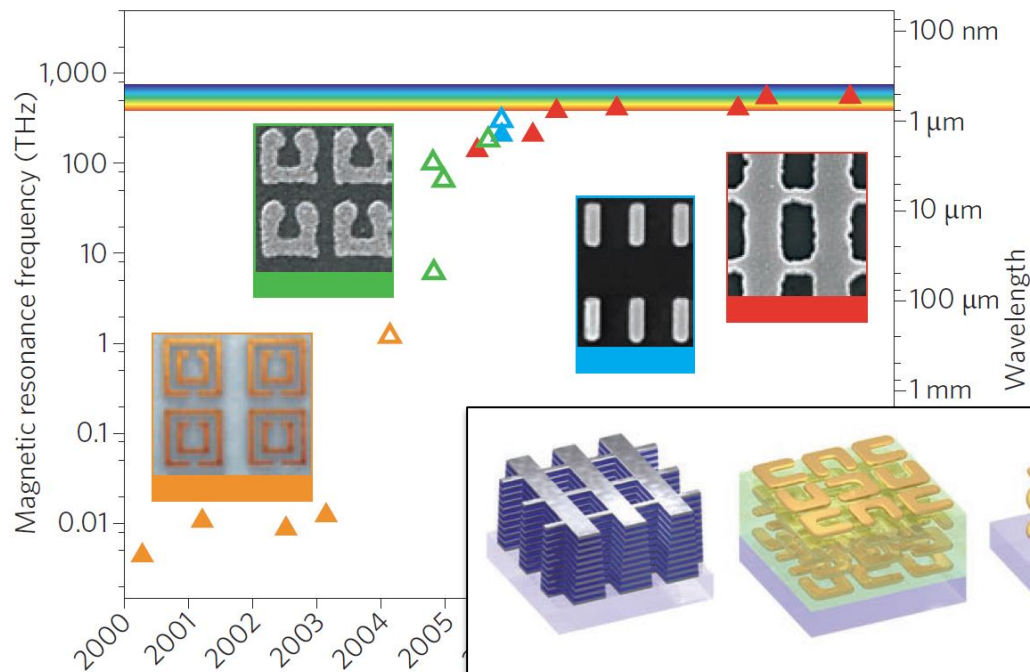 Magnetic resonance frequency (THz)
1,000
100
10
1
0.1
0.01
100 nm
1 μm
10 μm
100 μm
1 mm
Wavelength
2000
2001
2002
2003
2004
2005